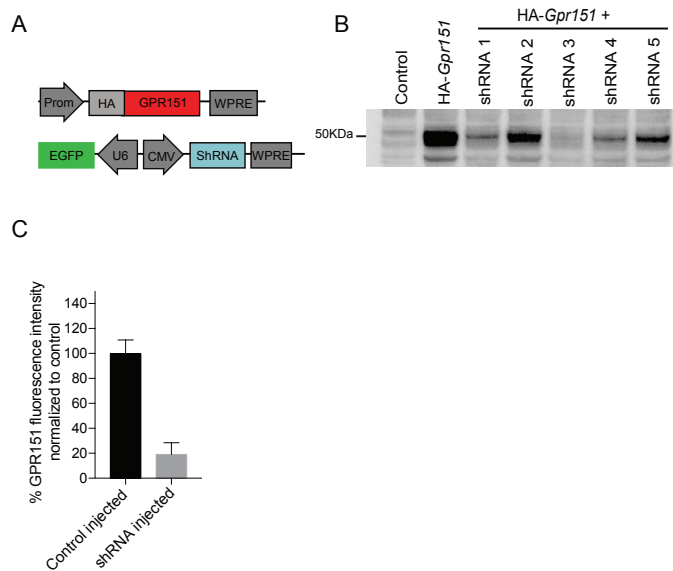 A
Prom
HA
GPR151
WPRE
EGFP
U6
CMV
ShRNA
WPRE
B
HA-Gpr151 +
Control
HA-Gpr151
shRNA 1
shRNA 2
shRNA 3
shRNA 4
shRNA 5
50KDa
C
% GPR151 fluorescence intensity
normalized to control
140
120
100
80
60
40
20
0
Control injected
shRNA injected